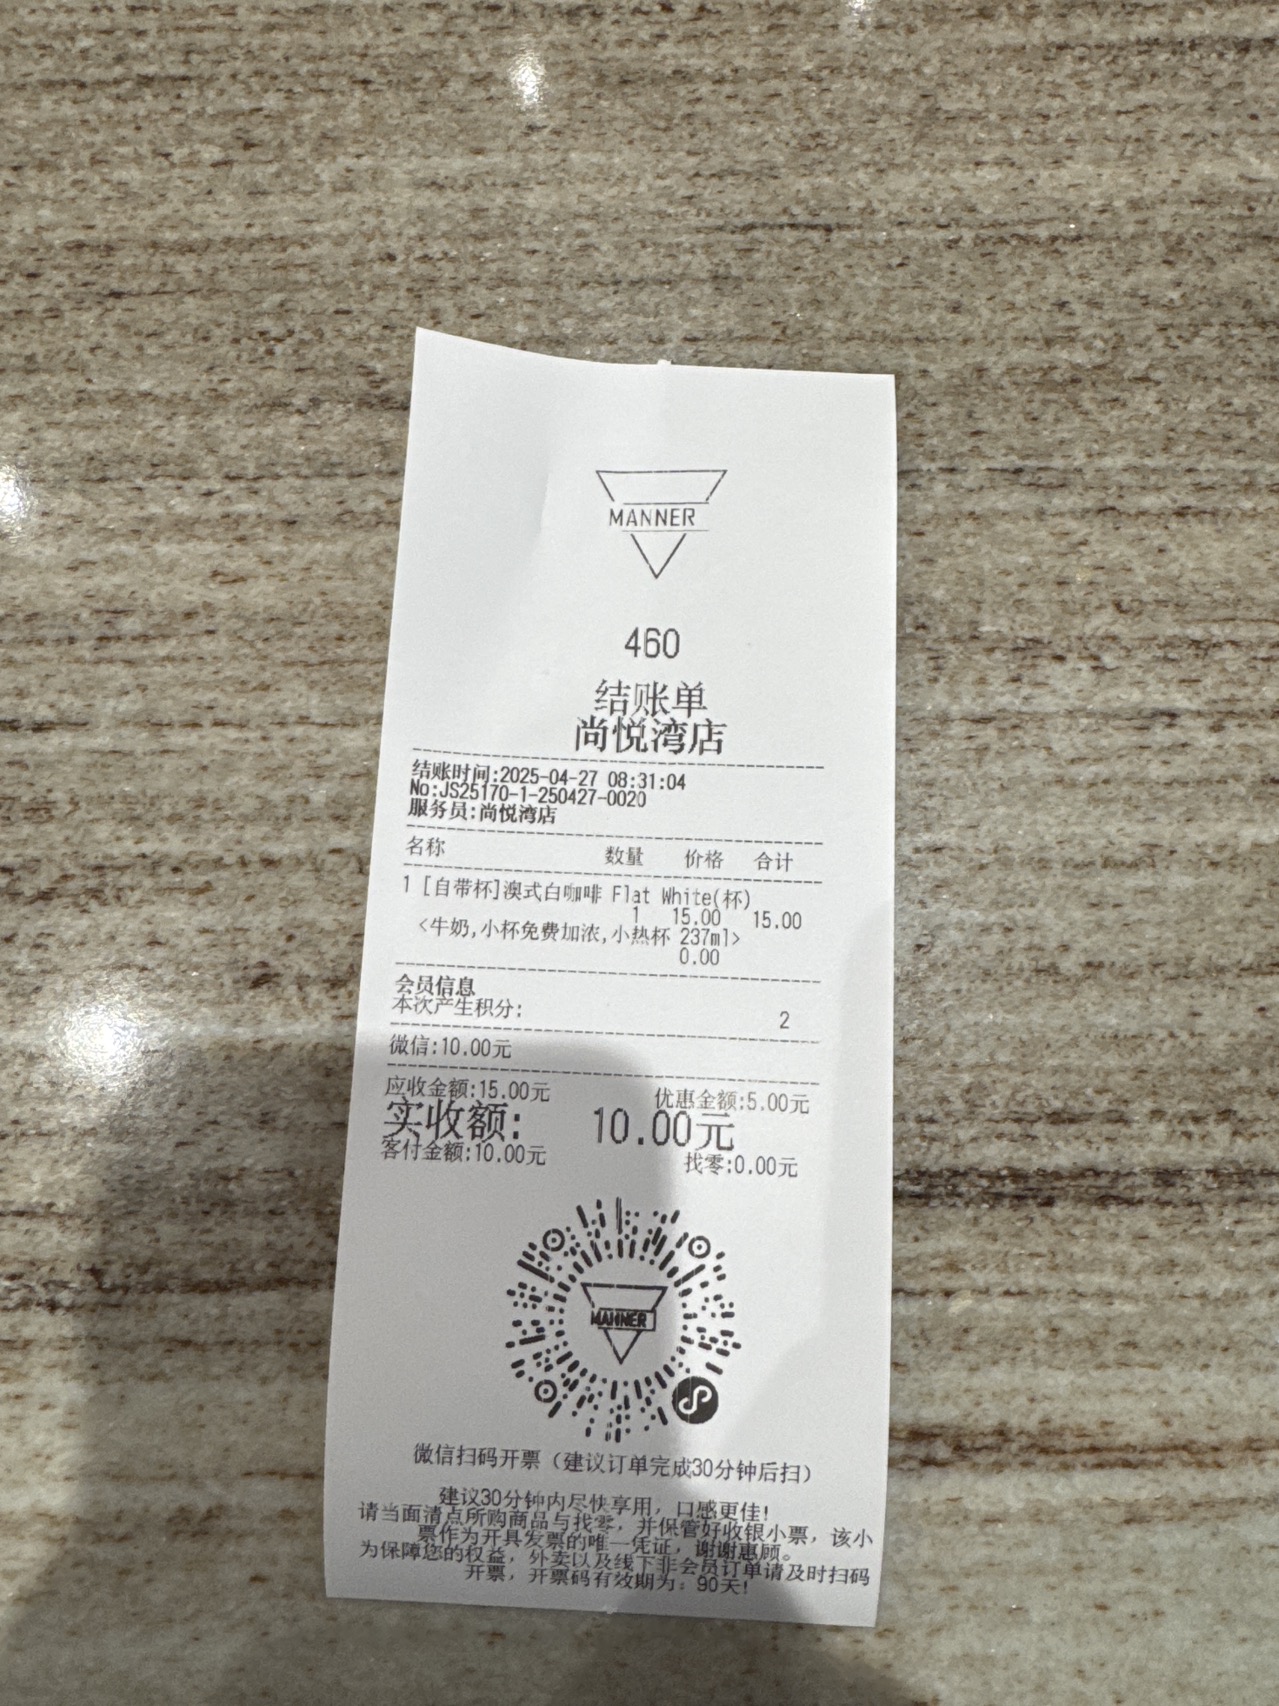 MANNER
460
结账单
尚悦湾店
结账时间:2025-04-27 08:31:04
No:JS25170-1-250427-0020
服务员:尚悦湾店
名称 数量 价格 合计
1 [自带杯]澳式白咖啡 Flat White(杯)
1 15.00 15.00
<牛奶,小杯免费加浓,小热杯 237ml>
0.00
会员信息
本次产生积分: 2
微信:10.00元
应收金额:15.00元 优惠金额:5.00元
实收额: 10.00元
客付金额:10.00元 找零:0.00元
MANNER
微信扫码开票（建议订单完成30分钟后扫）
建议30分钟内尽快享用，口感更佳!
请当面清点所购商品与找零，并保管好收银小票，该小
票作为开具发票的唯一凭证，谢谢惠顾。
为保障您的权益，外卖以及线下非会员订单请及时扫码
开票，开票码有效期为：90天!